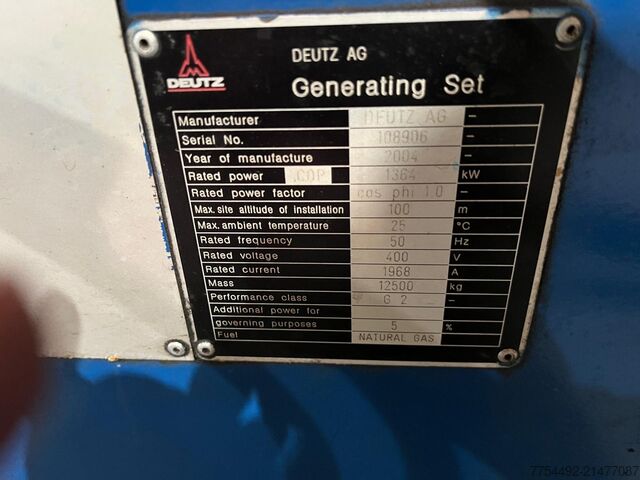 DEUTZ
DEUTZ AG
Generating Set
Manufacturer DEUTZ AG -
Serial No. 108906 -
Year of manufacture 2004 -
Rated power COP 1364 kW
Rated power factor cos phi 1.0 -
Max. site altitude of installation 100 m
Max. ambient temperature 25 °C
Rated frequency 50 Hz
Rated voltage 400 V
Rated current 1968 A
Mass 12500 kg
Performance class G 2 -
Additional power for
governing purposes 5 %
Fuel NATURAL GAS
7754492-21477087